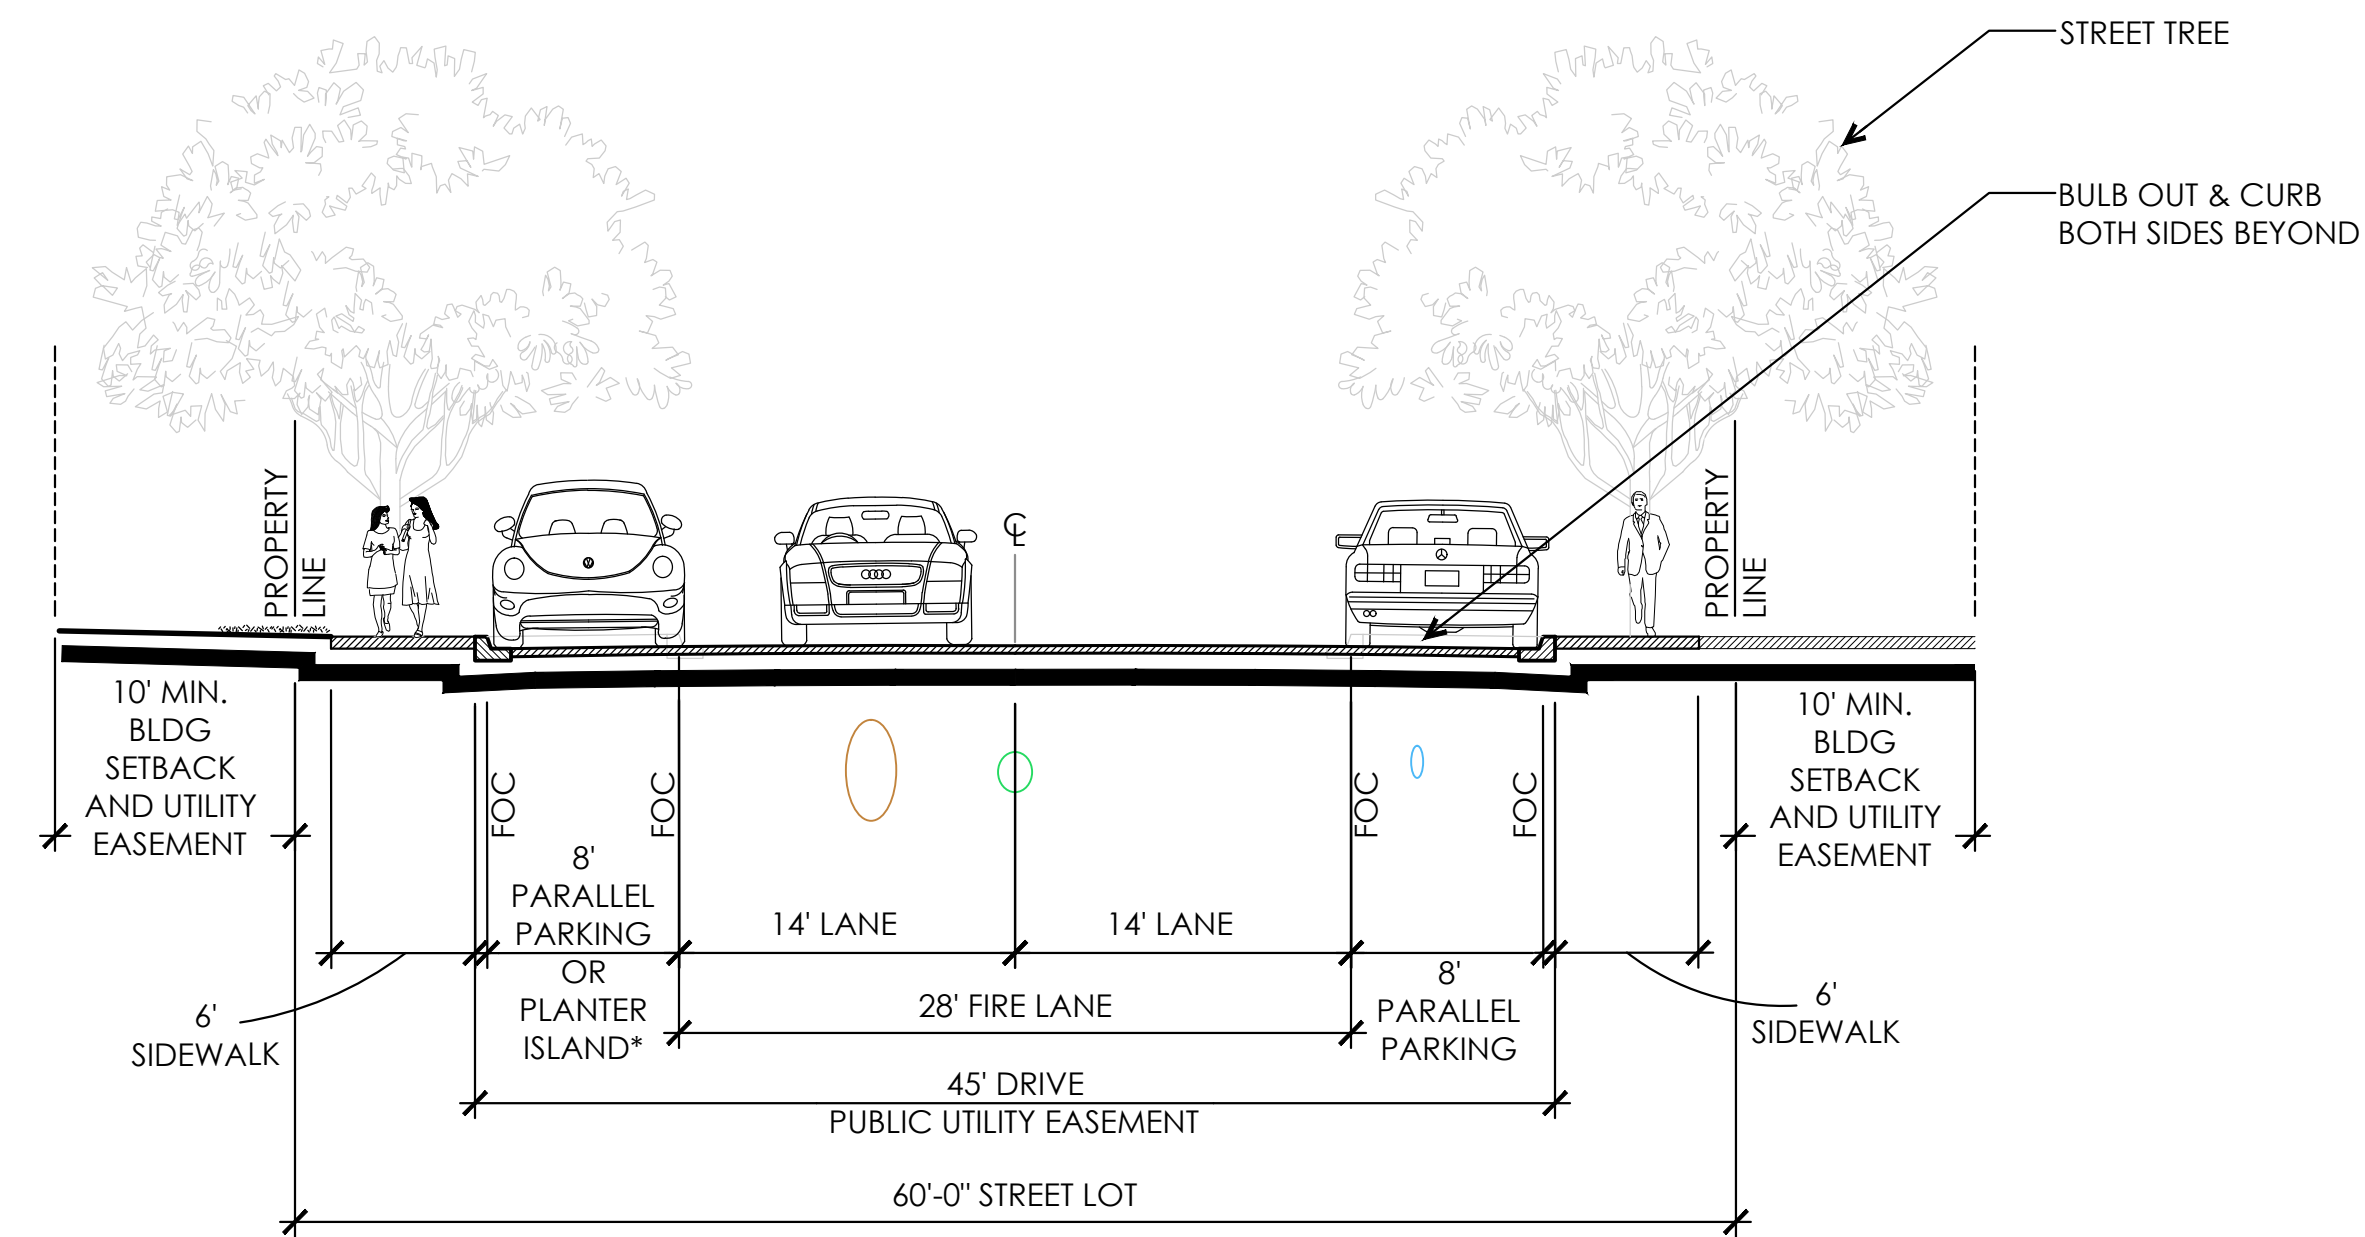 STREET TREE
BULB OUT & CURB
BOTH SIDES BEYOND
PROPERTY
LINE
℄
PROPERTY
LINE
10' MIN.
BLDG
SETBACK
AND UTILITY
EASEMENT
FOC
FOC
FOC
FOC
10' MIN.
BLDG
SETBACK
AND UTILITY
EASEMENT
8'
PARALLEL
PARKING
OR
PLANTER
ISLAND*
14' LANE
14' LANE
28' FIRE LANE
8'
PARALLEL
PARKING
6'
SIDEWALK
6'
SIDEWALK
45' DRIVE
PUBLIC UTILITY EASEMENT
60'-0" STREET LOT